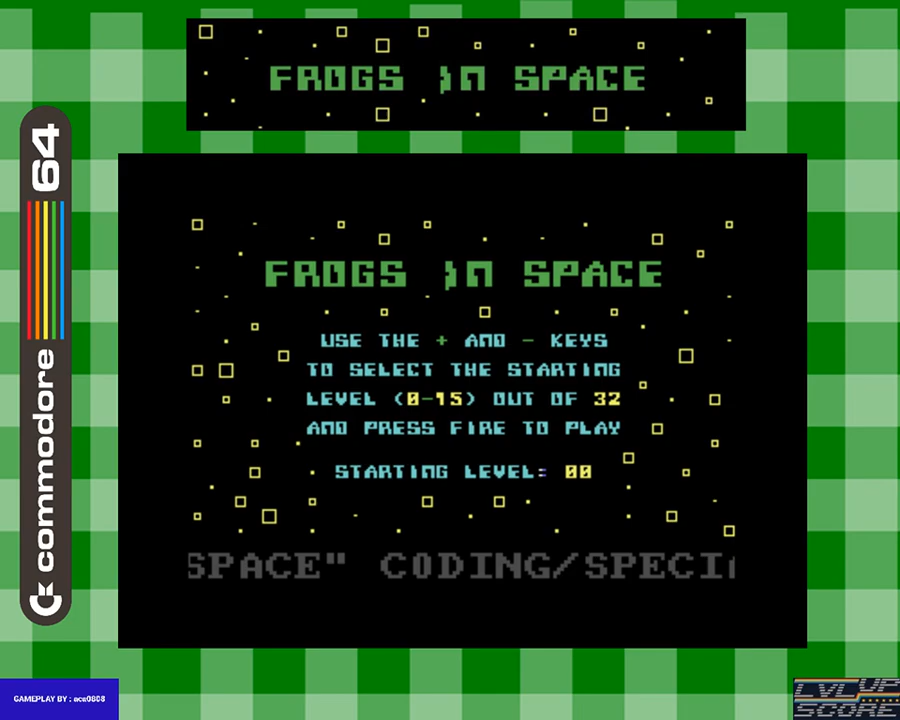 FROGS IN SPACE
commodore 64
FROGS IN SPACE
USE THE + AND - KEYS
TO SELECT THE STARTING
LEVEL (0-15) OUT OF 32
AND PRESS FIRE TO PLAY
STARTING LEVEL: 00
SPACE" CODING/SPECI
GAMEPLAY BY : ace0808
LVL UP
SCORE